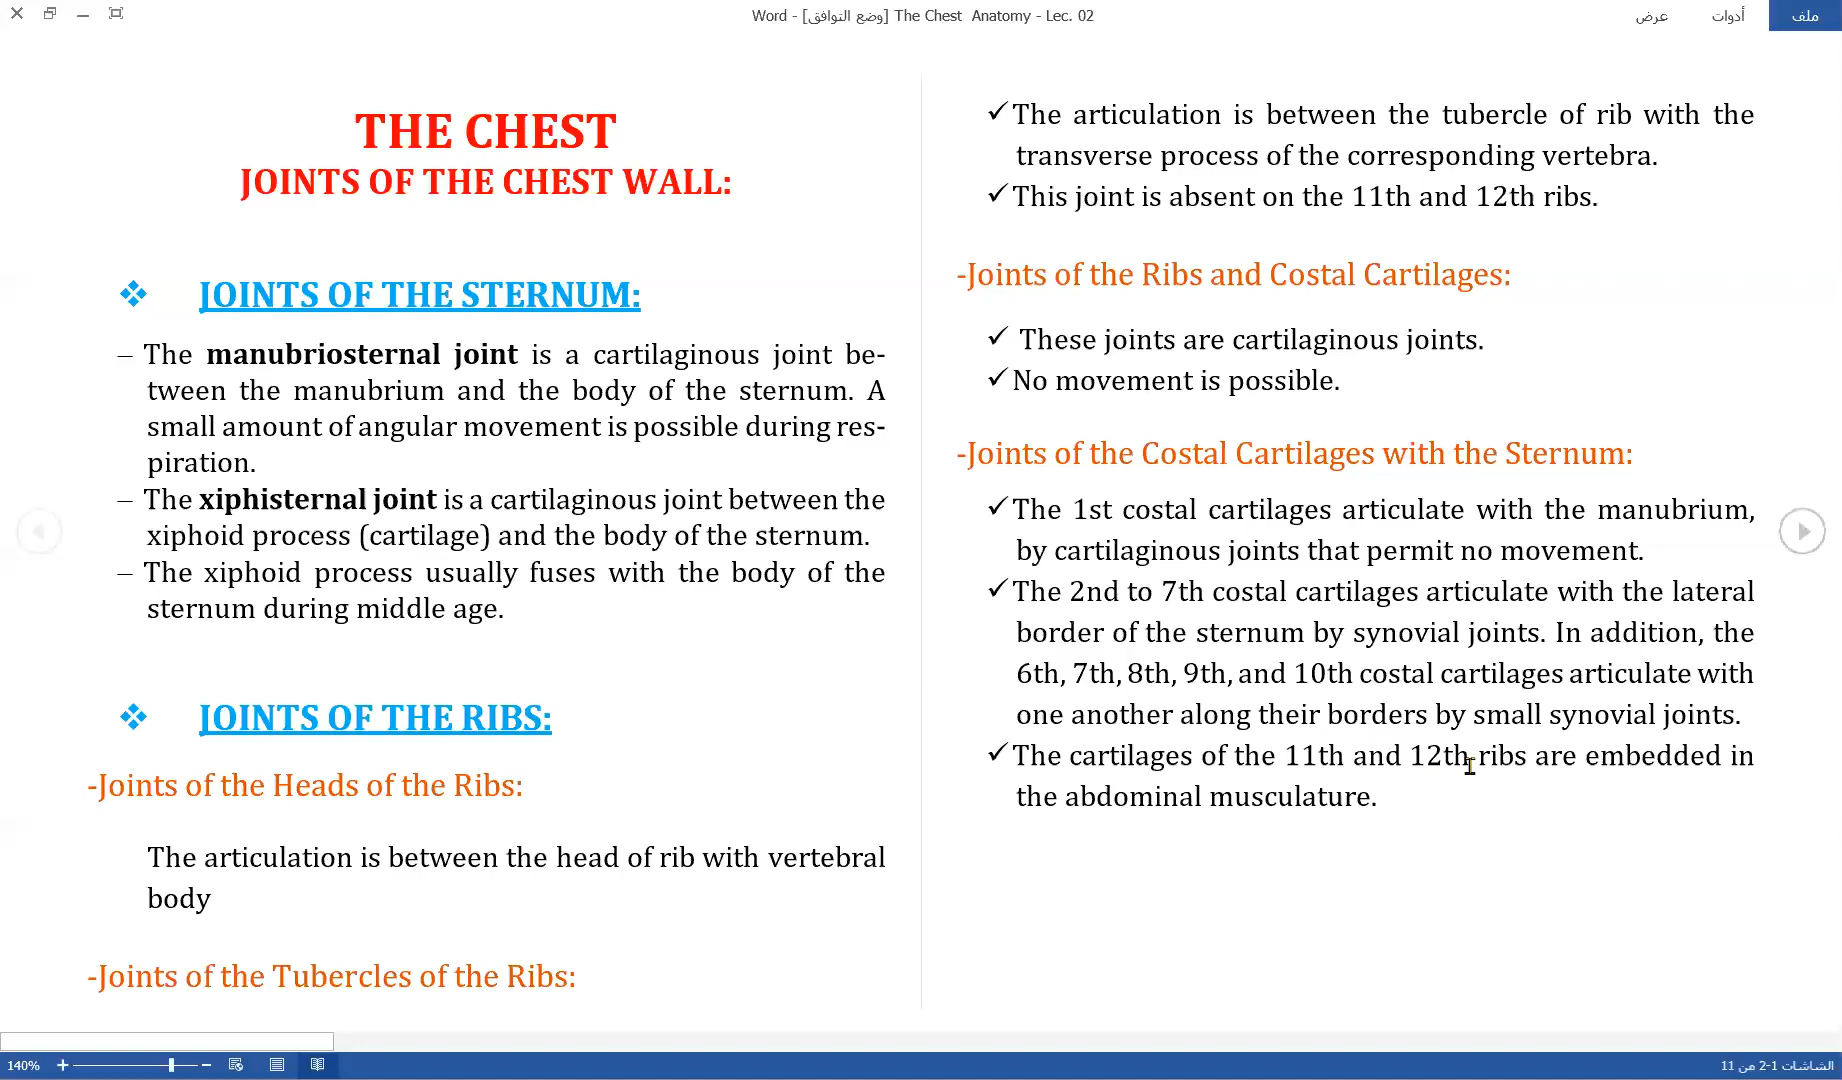 The Chest Anatomy - Lec. 02 [وضع التوافق] - Word
ملف
أدوات
عرض
THE CHEST
JOINTS OF THE CHEST WALL:
❖ JOINTS OF THE STERNUM:
– The manubriosternal joint is a cartilaginous joint be-
tween the manubrium and the body of the sternum. A
small amount of angular movement is possible during res-
piration.
– The xiphisternal joint is a cartilaginous joint between the
xiphoid process (cartilage) and the body of the sternum.
– The xiphoid process usually fuses with the body of the
sternum during middle age.
❖ JOINTS OF THE RIBS:
-Joints of the Heads of the Ribs:
The articulation is between the head of rib with vertebral
body
-Joints of the Tubercles of the Ribs:
✓ The articulation is between the tubercle of rib with the
transverse process of the corresponding vertebra.
✓ This joint is absent on the 11th and 12th ribs.
-Joints of the Ribs and Costal Cartilages:
✓ These joints are cartilaginous joints.
✓ No movement is possible.
-Joints of the Costal Cartilages with the Sternum:
✓ The 1st costal cartilages articulate with the manubrium,
by cartilaginous joints that permit no movement.
✓ The 2nd to 7th costal cartilages articulate with the lateral
border of the sternum by synovial joints. In addition, the
6th, 7th, 8th, 9th, and 10th costal cartilages articulate with
one another along their borders by small synovial joints.
✓ The cartilages of the 11th and 12th ribs are embedded in
the abdominal musculature.
140%
الشاشات 1-2 من 11